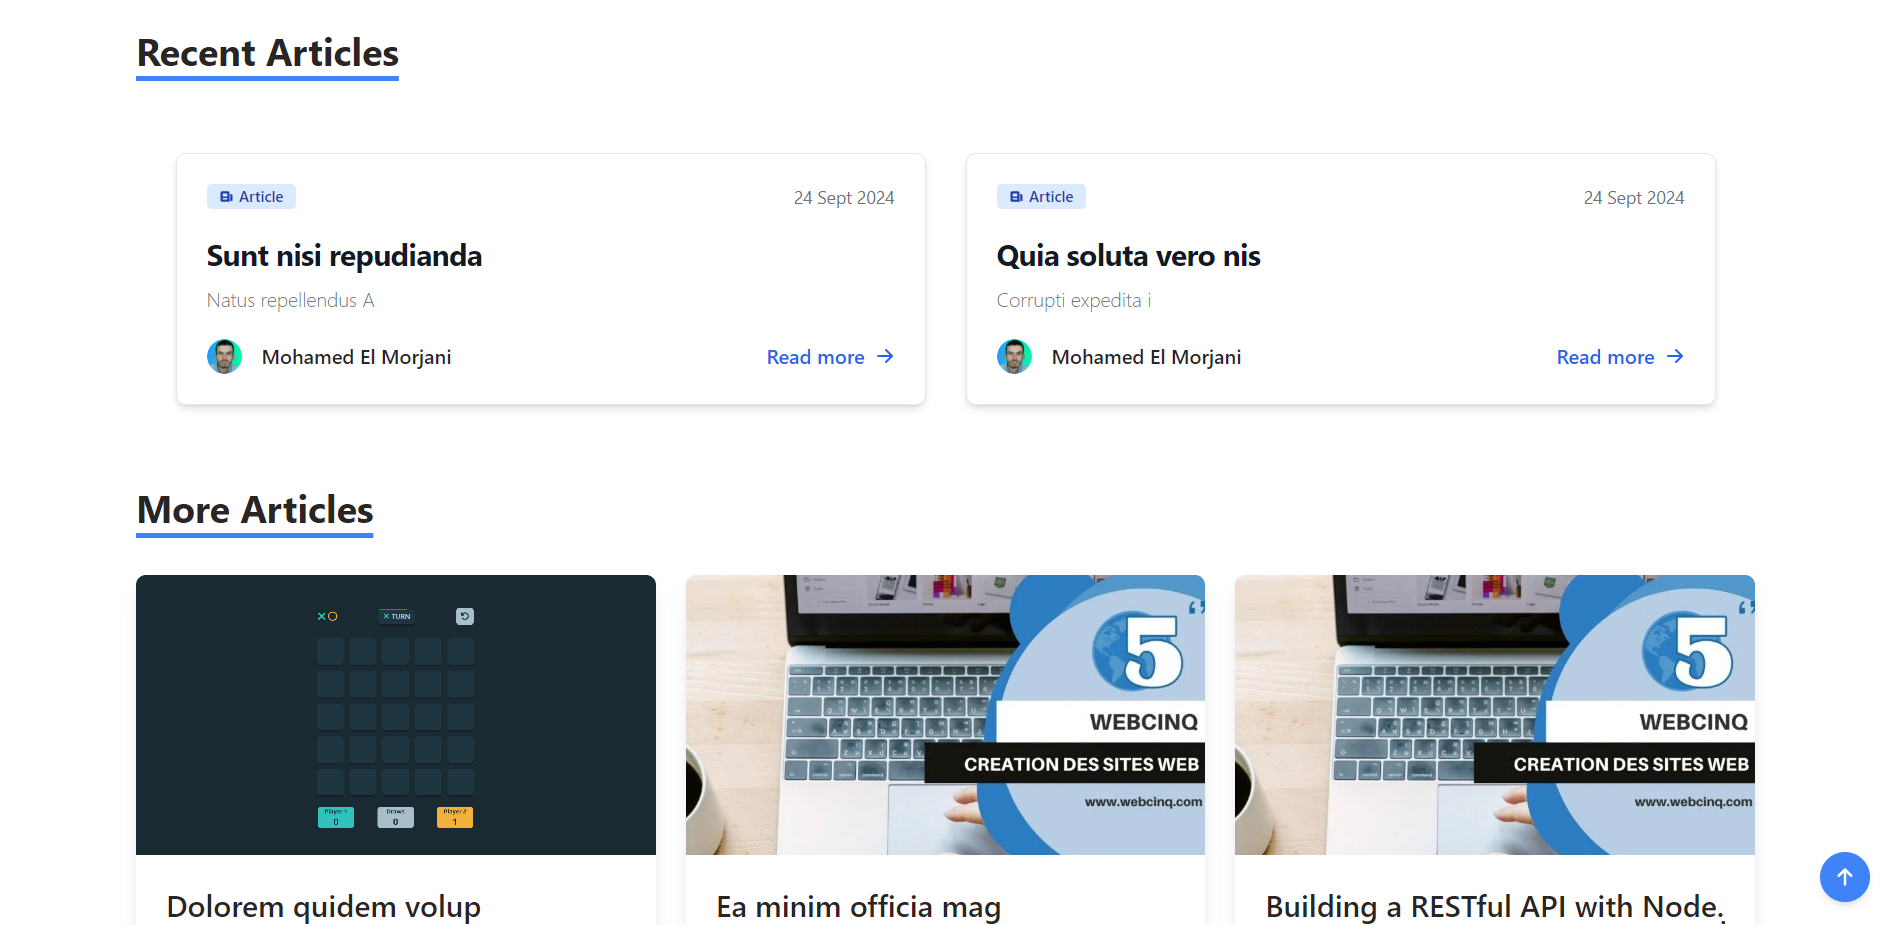 Recent Articles
Article
24 Sept 2024
Sunt nisi repudianda
Natus repellendus A
Mohamed El Morjani
Read more
Article
24 Sept 2024
Quia soluta vero nis
Corrupti expedita i
Mohamed El Morjani
Read more
More Articles
XO
× TURN
Player 1
0
Draws
0
Player 2
1
Dolorem quidem volup
5
WEBCINQ
CREATION DES SITES WEB
www.webcinq.com
Ea minim officia mag
5
WEBCINQ
CREATION DES SITES WEB
www.webcinq.com
Building a RESTful API with Node.